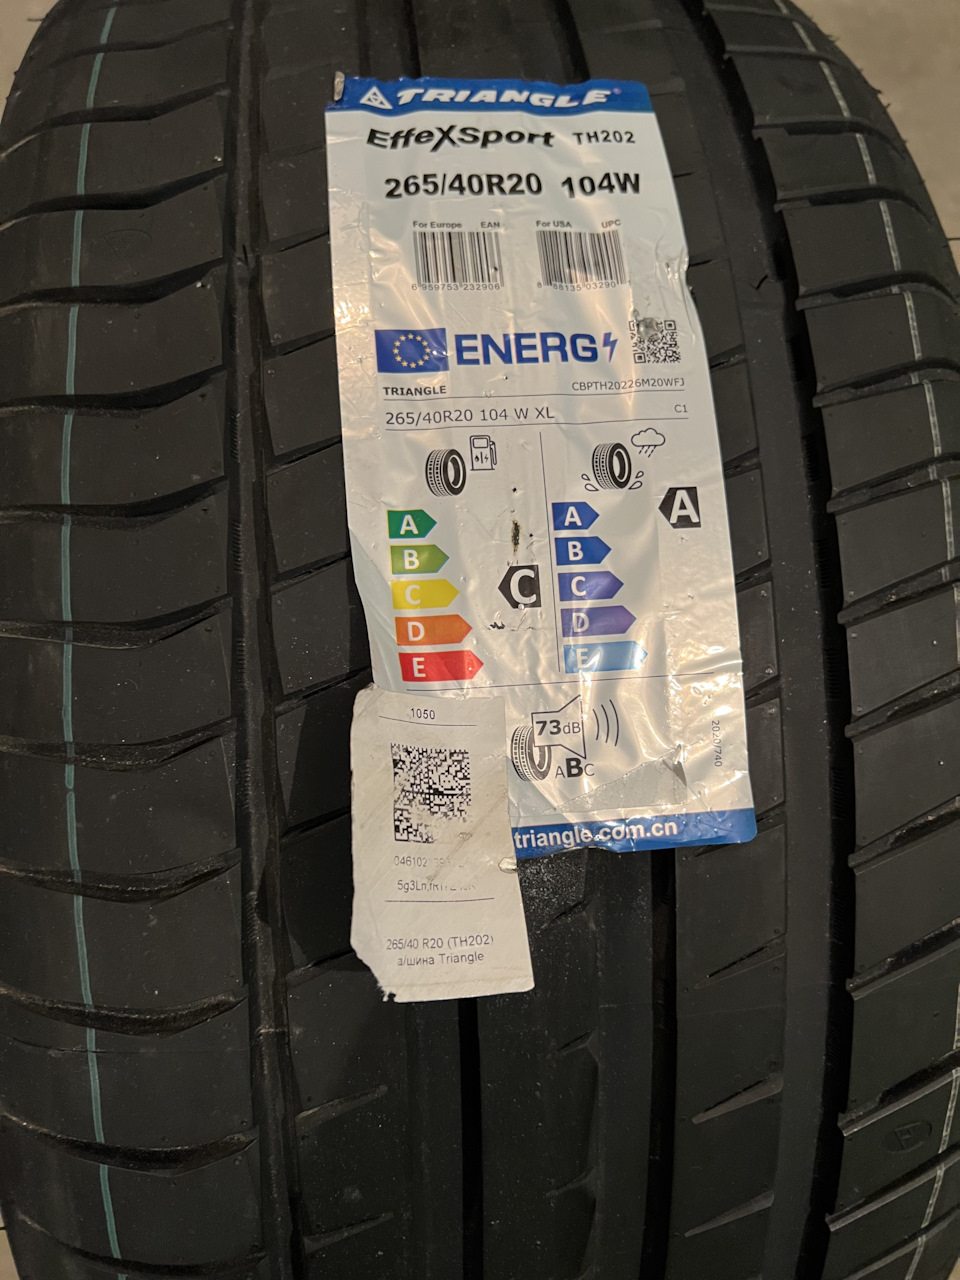 TRIANGLE
EffeXSport TH202
265/40R20 104W
For Europe EAN For USA UPC
6 959753 232906
8 88135 03290
ENERG
TRIANGLE CBPTH20226M20WFJ
265/40R20 104 W XL C1
A
B
C
D
E
C
A
B
C
D
E
A
73dB
ABC
2020/740
triangle.com.cn
1050
265/40 R20 (TH202)
а/шина Triangle